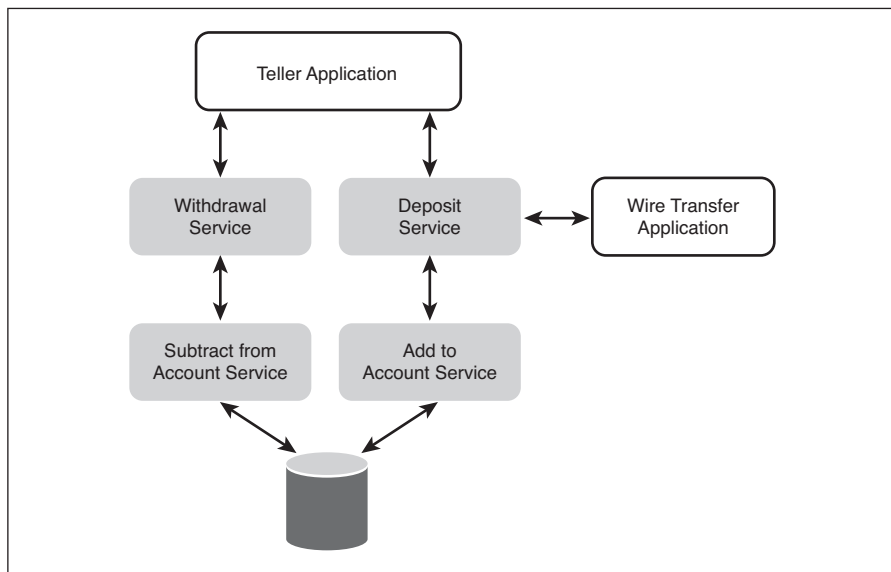 Teller Application
Withdrawal
Service
Deposit
Service
Wire Transfer
Application
Subtract from
Account Service
Add to
Account Service